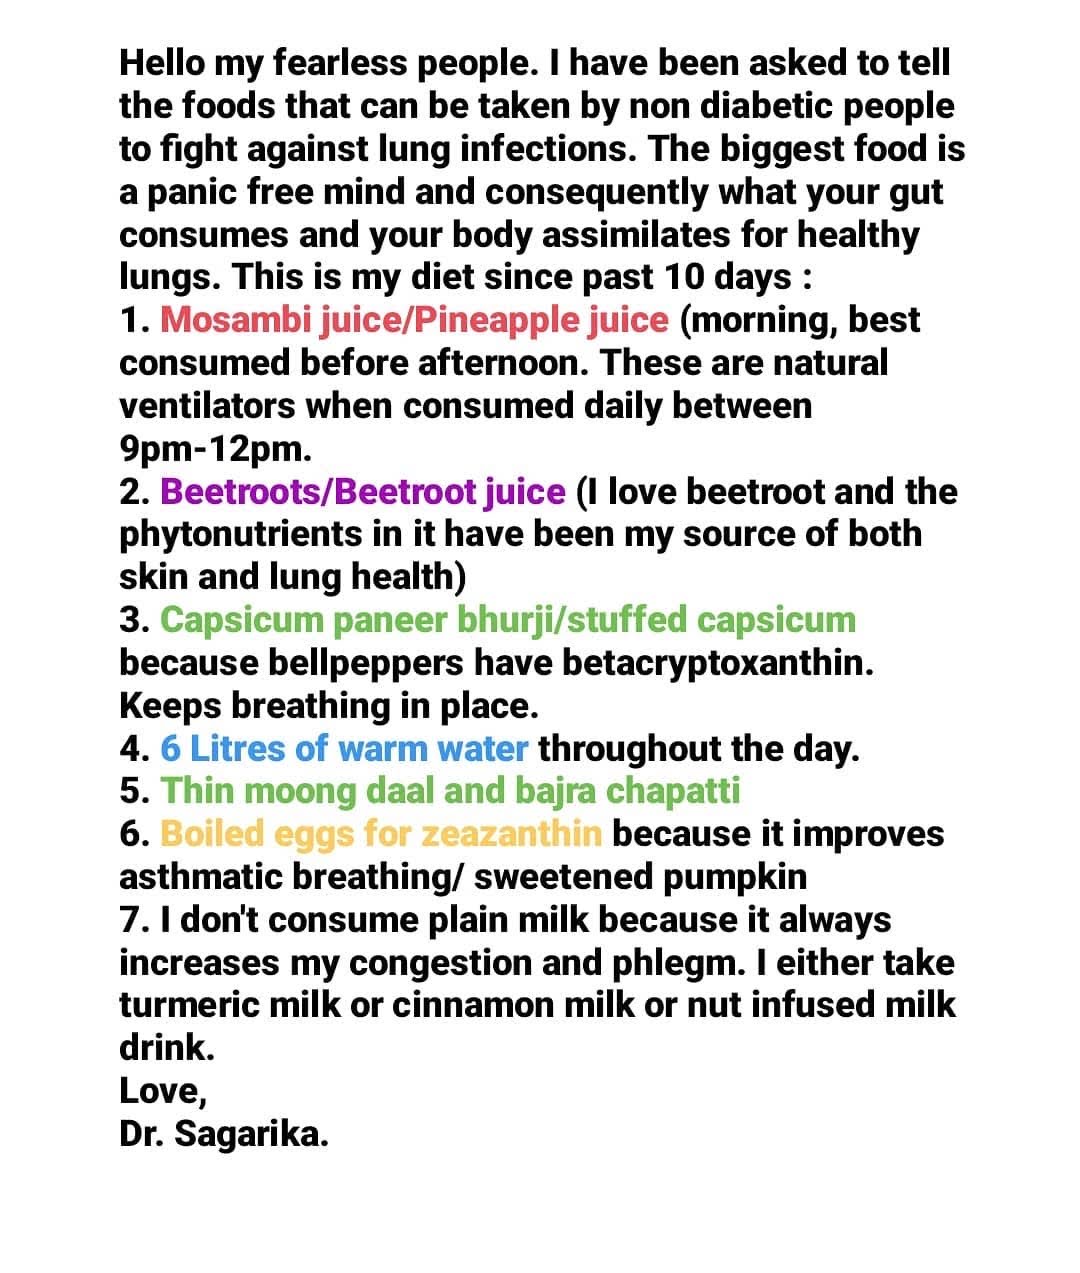 Hello my fearless people. I have been asked to tell
the foods that can be taken by non diabetic people
to fight against lung infections. The biggest food is
a panic free mind and consequently what your gut
consumes and your body assimilates for healthy
lungs. This is my diet since past 10 days :
1. Mosambi juice/Pineapple juice (morning, best
consumed before afternoon. These are natural
ventilators when consumed daily between
9pm-12pm.
2. Beetroots/Beetroot juice (I love beetroot and the
phytonutrients in it have been my source of both
skin and lung health)
3. Capsicum paneer bhurji/stuffed capsicum
because bellpeppers have betacryptoxanthin.
Keeps breathing in place.
4. 6 Litres of warm water throughout the day.
5. Thin moong daal and bajra chapatti
6. Boiled eggs for zeazanthin because it improves
asthmatic breathing/ sweetened pumpkin
7. I don't consume plain milk because it always
increases my congestion and phlegm. I either take
turmeric milk or cinnamon milk or nut infused milk
drink.
Love,
Dr. Sagarika.